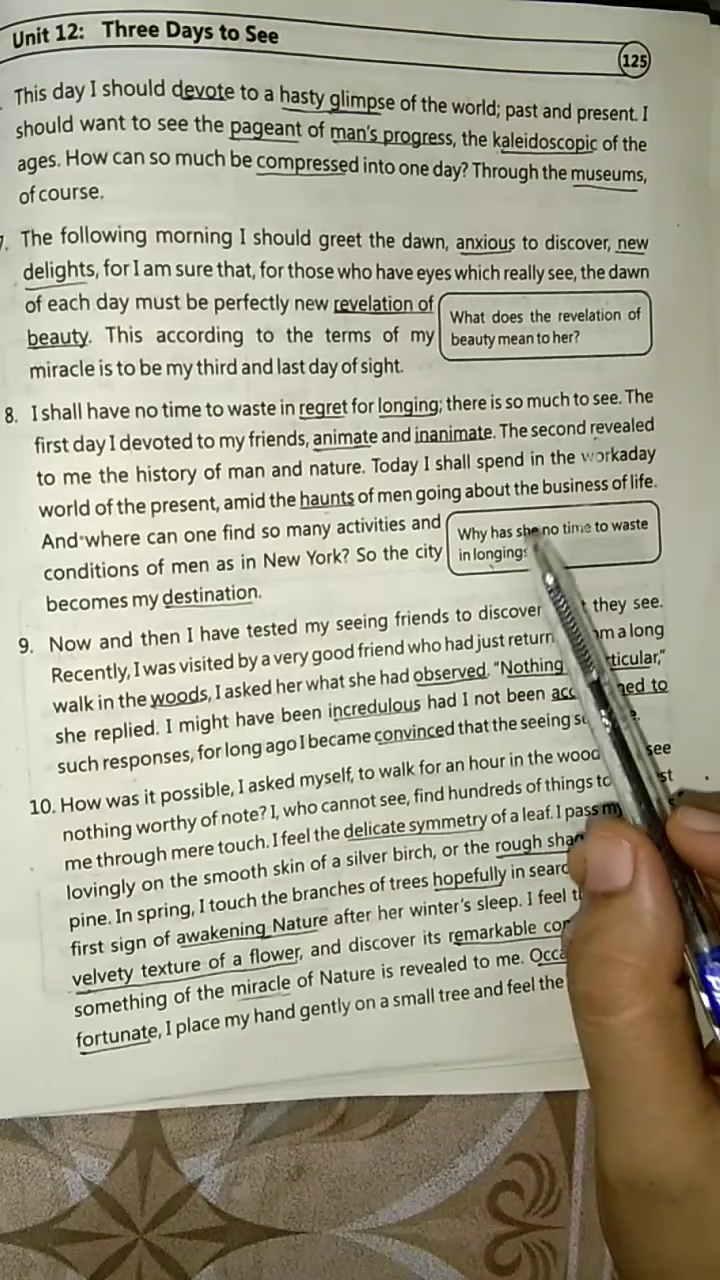 Unit 12: Three Days to See
125
This day I should devote to a hasty glimpse of the world; past and present. I
should want to see the pageant of man's progress, the kaleidoscopic of the
ages. How can so much be compressed into one day? Through the museums,
of course.
The following morning I should greet the dawn, anxious to discover, new
delights, for I am sure that, for those who have eyes which really see, the dawn
of each day must be perfectly new revelation of
beauty. This according to the terms of my
miracle is to be my third and last day of sight.
What does the revelation of
beauty mean to her?
8. I shall have no time to waste in regret for longing; there is so much to see. The
first day I devoted to my friends, animate and inanimate. The second revealed
to me the history of man and nature. Today I shall spend in the workaday
world of the present, amid the haunts of men going about the business of life.
And where can one find so many activities and
conditions of men as in New York? So the city
becomes my destination.
Why has she no time to waste
in longing
9. Now and then I have tested my seeing friends to discover they see.
Recently, I was visited by a very good friend who had just return a long
walk in the woods, I asked her what she had observed. "Nothing
she replied. I might have been incredulous had I not been to
such responses, for long ago I became convinced that the seeing
10. How was it possible, I asked myself, to walk for an hour in the wood see
nothing worthy of note? I, who cannot see, find hundreds of things to
me through mere touch. I feel the delicate symmetry of a leaf. I pass my
lovingly on the smooth skin of a silver birch, or the rough
pine. In spring, I touch the branches of trees hopefully in
first sign of awakening Nature after her winter's sleep. I feel
velvety texture of a flower, and discover its remarkable
something of the miracle of Nature is revealed to me.
fortunate, I place my hand gently on a small tree and feel the